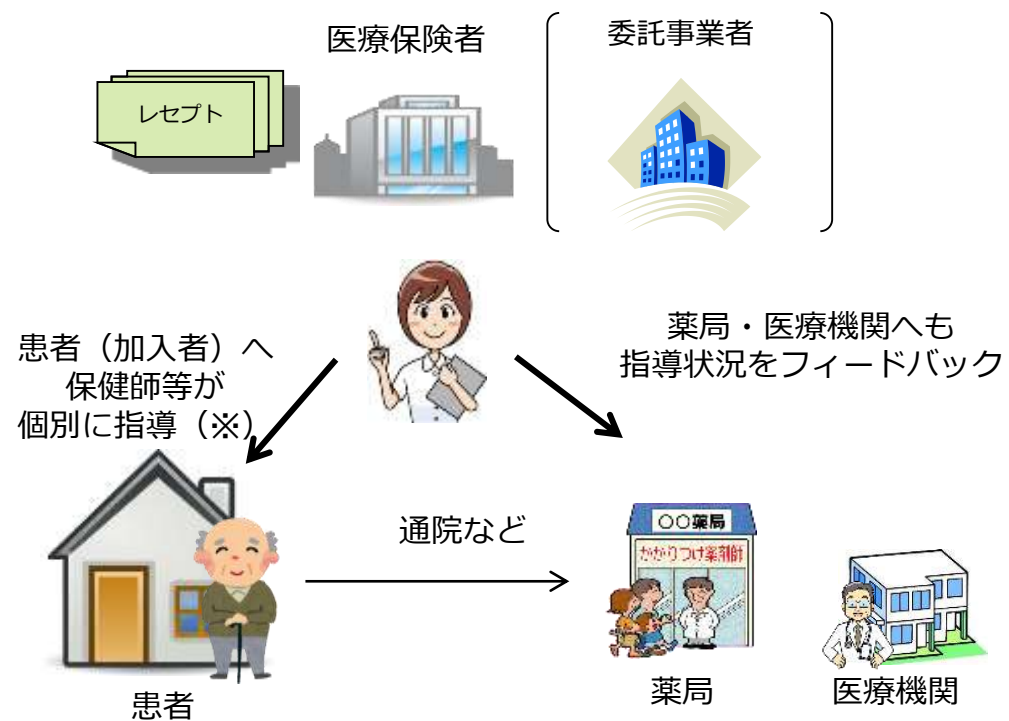 医療保険者
委託事業者
レセプト
患者(加入者)へ
保健師等が
個別に指導(※)
薬局・医療機関へも
指導状況をフィードバック
通院など
〇〇薬局
かかりつけ薬剤師
患者
薬局
医療機関